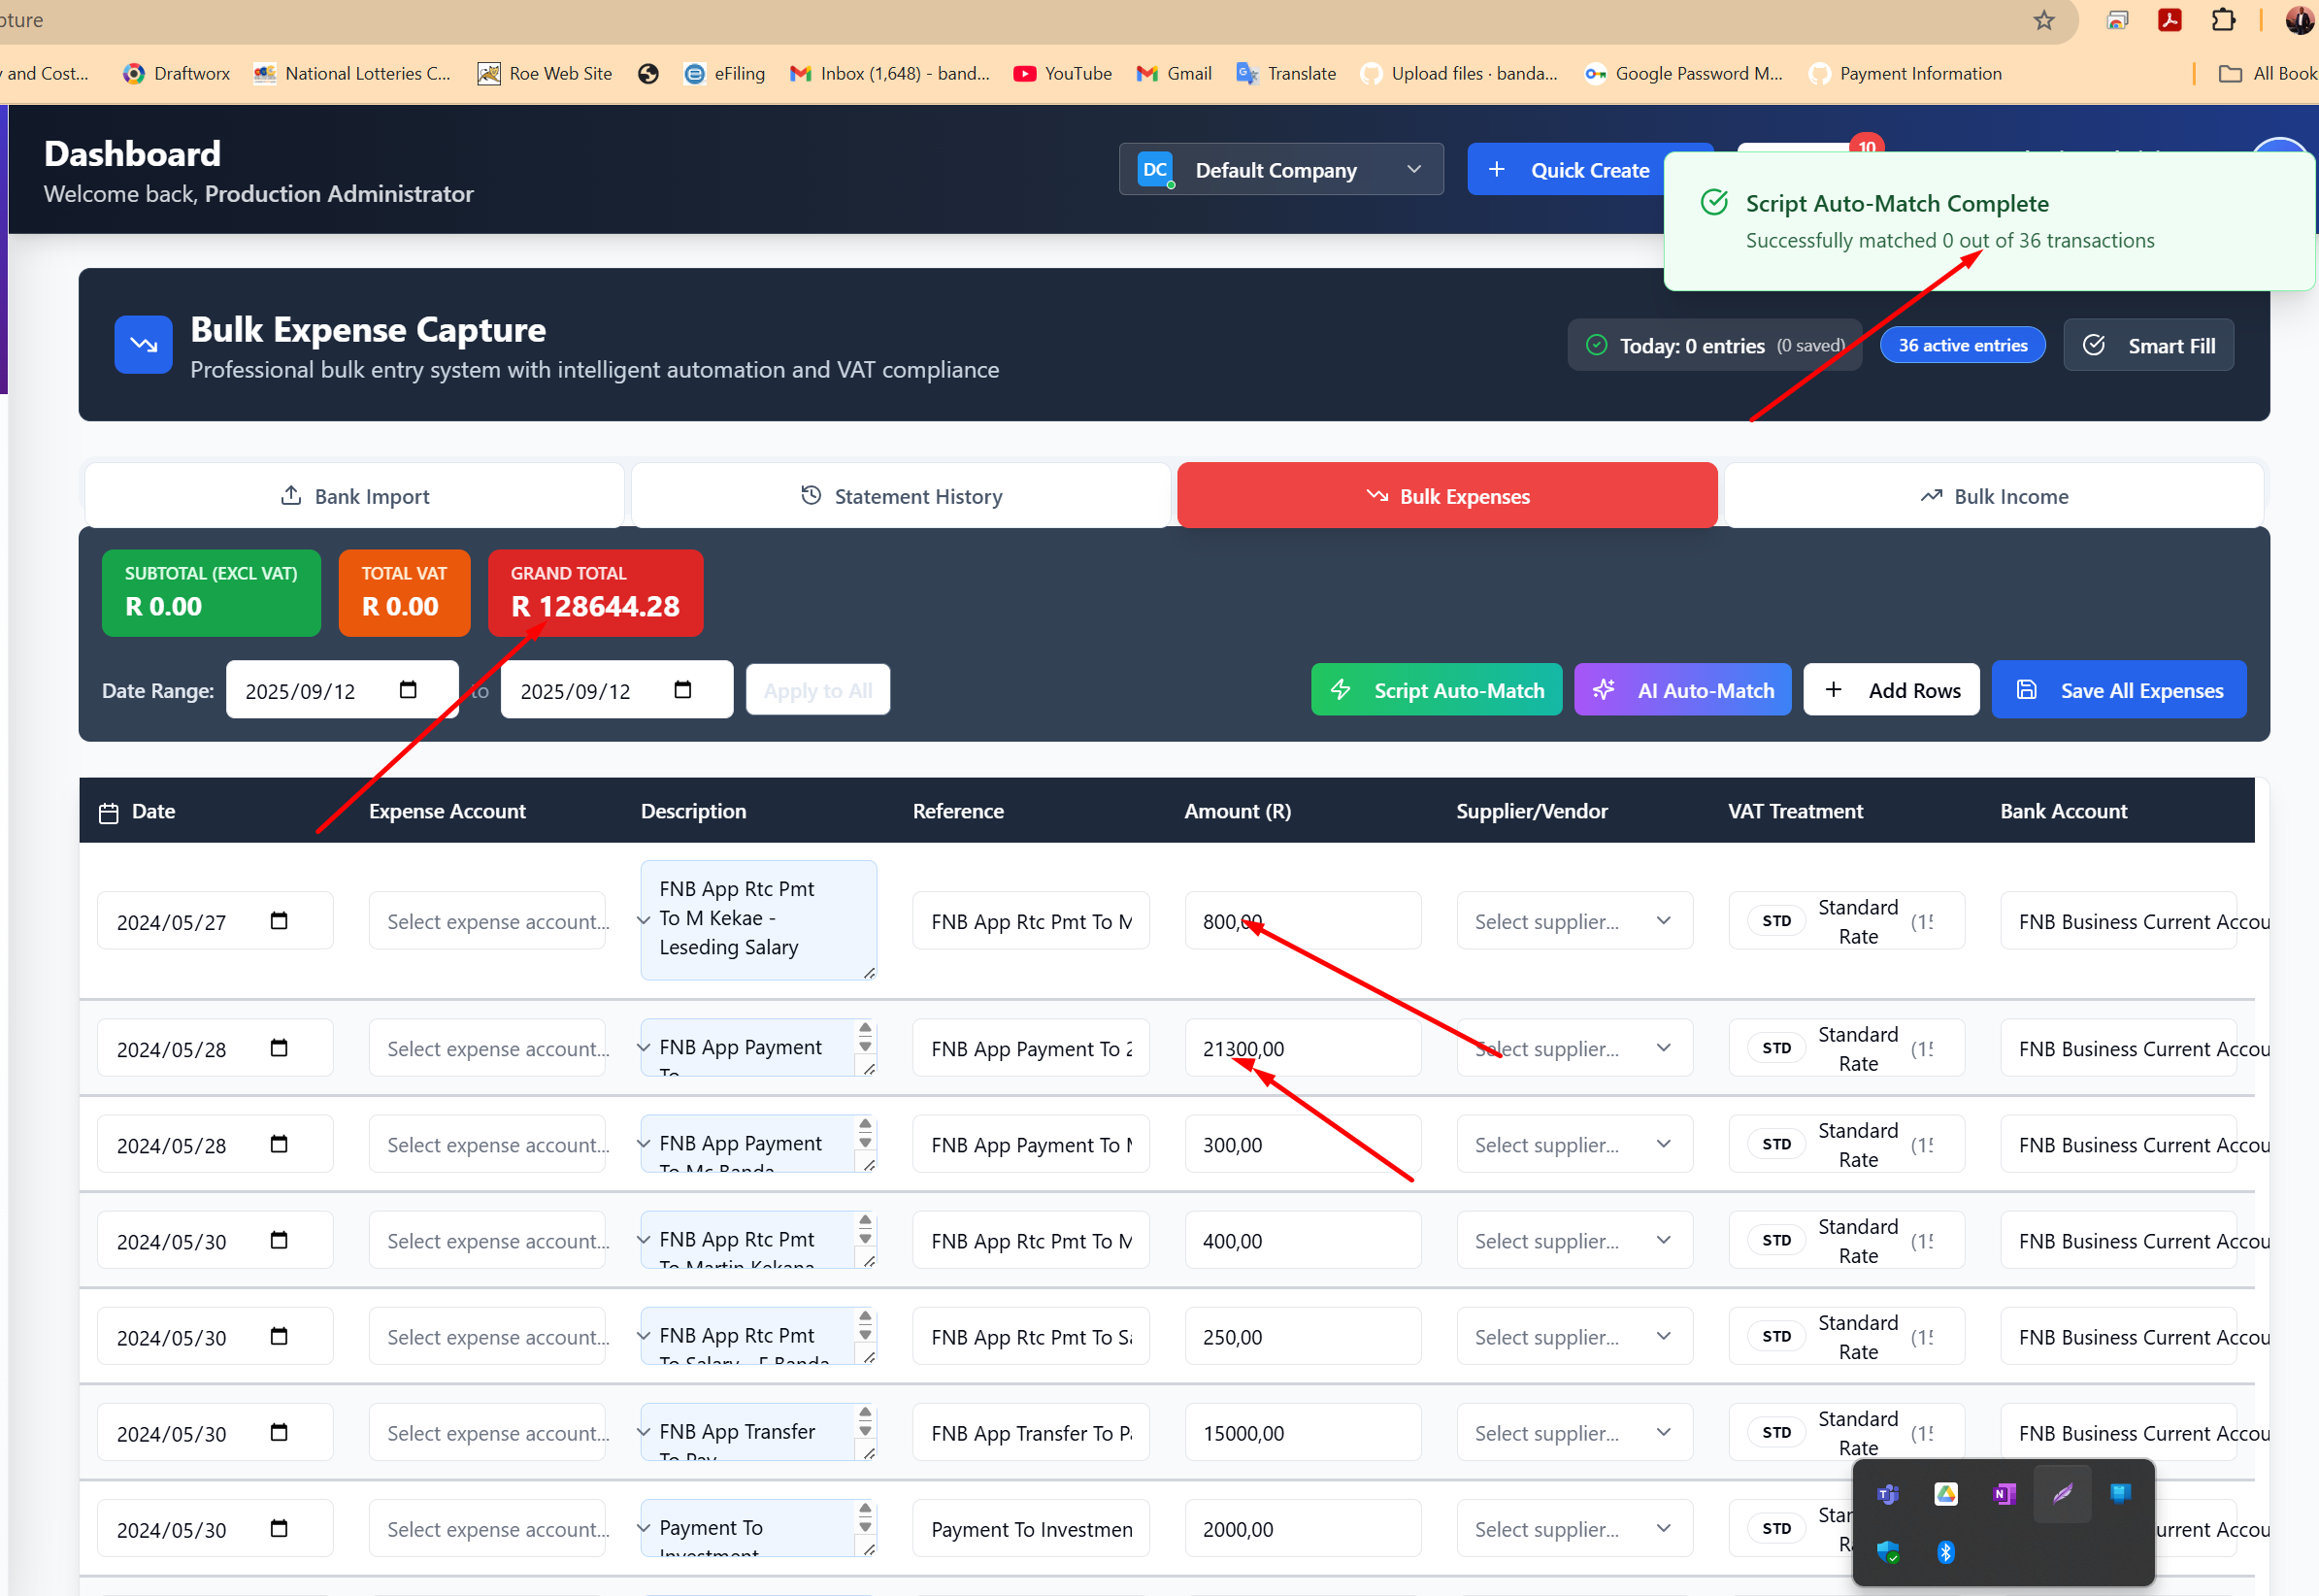 pture
and Cost...
Draftworx
National Lotteries C...
Roe Web Site
eFiling
Inbox (1,648) - band...
YouTube
Gmail
Translate
Upload files · banda...
Google Password M...
Payment Information
All Book
Dashboard
Welcome back, Production Administrator
DC Default Company
+ Quick Create
10
Script Auto-Match Complete
Successfully matched 0 out of 36 transactions
Bulk Expense Capture
Professional bulk entry system with intelligent automation and VAT compliance
Today: 0 entries (0 saved)
36 active entries
Smart Fill
Bank Import
Statement History
Bulk Expenses
Bulk Income
SUBTOTAL (EXCL VAT)
R 0.00
TOTAL VAT
R 0.00
GRAND TOTAL
R 128644.28
Date Range: 2025/09/12 to 2025/09/12 Apply to All
Script Auto-Match
AI Auto-Match
+ Add Rows
Save All Expenses
Date Expense Account Description Reference Amount (R) Supplier/Vendor VAT Treatment Bank Account
2024/05/27 Select expense account...
FNB App Rtc Pmt
To M Kekae -
Leseding Salary
FNB App Rtc Pmt To M 800,00 Select supplier... STD Standard Rate (15 FNB Business Current Accou
2024/05/28 Select expense account...
FNB App Payment
To
FNB App Payment To 2 21300,00 Select supplier... STD Standard Rate (15 FNB Business Current Accou
2024/05/28 Select expense account...
FNB App Payment
To Mc Banda
FNB App Payment To M 300,00 Select supplier... STD Standard Rate (15 FNB Business Current Accou
2024/05/30 Select expense account...
FNB App Rtc Pmt
To Martin Kekana
FNB App Rtc Pmt To M 400,00 Select supplier... STD Standard Rate (15 FNB Business Current Accou
2024/05/30 Select expense account...
FNB App Rtc Pmt
To Salary - F Banda
FNB App Rtc Pmt To Sa 250,00 Select supplier... STD Standard Rate (15 FNB Business Current Accou
2024/05/30 Select expense account...
FNB App Transfer
To Pay
FNB App Transfer To Pa 15000,00 Select supplier... STD Standard Rate (15 FNB Business Current Accou
2024/05/30 Select expense account...
Payment To
Investment
Payment To Investmen 2000,00 Select supplier... STD Star urrent Accou